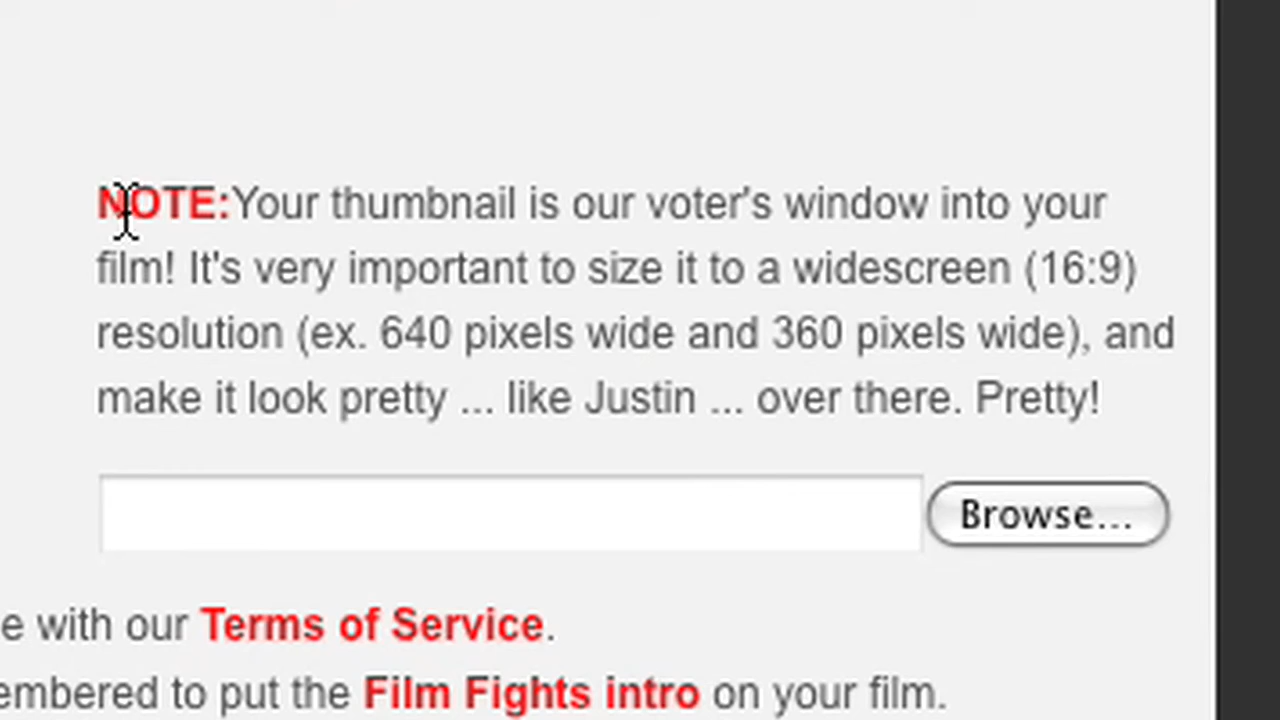 NOTE:Your thumbnail is our voter's window into your
film! It's very important to size it to a widescreen (16:9)
resolution (ex. 640 pixels wide and 360 pixels wide), and
make it look pretty ... like Justin ... over there. Pretty!
Browse...
e with our Terms of Service.
embered to put the Film Fights intro on your film.